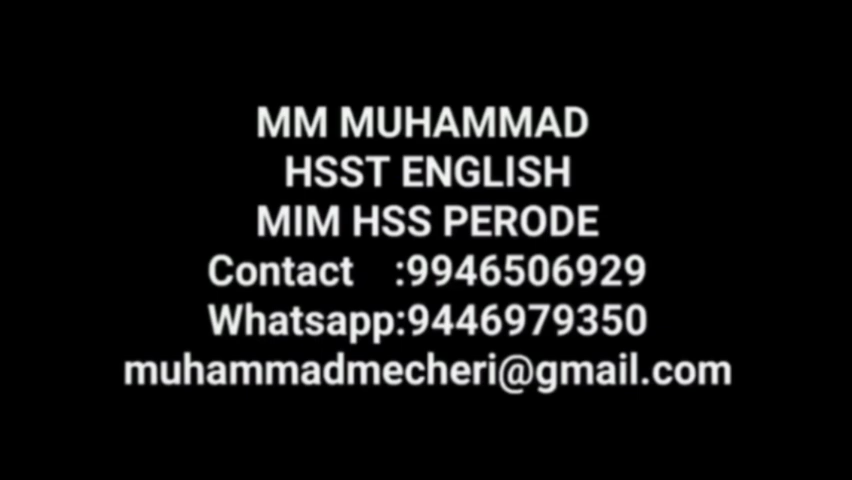 MM MUHAMMAD
HSST ENGLISH
MIM HSS PERODE
Contact :9946506929
Whatsapp:9446979350
muhammadmecheri@gmail.com